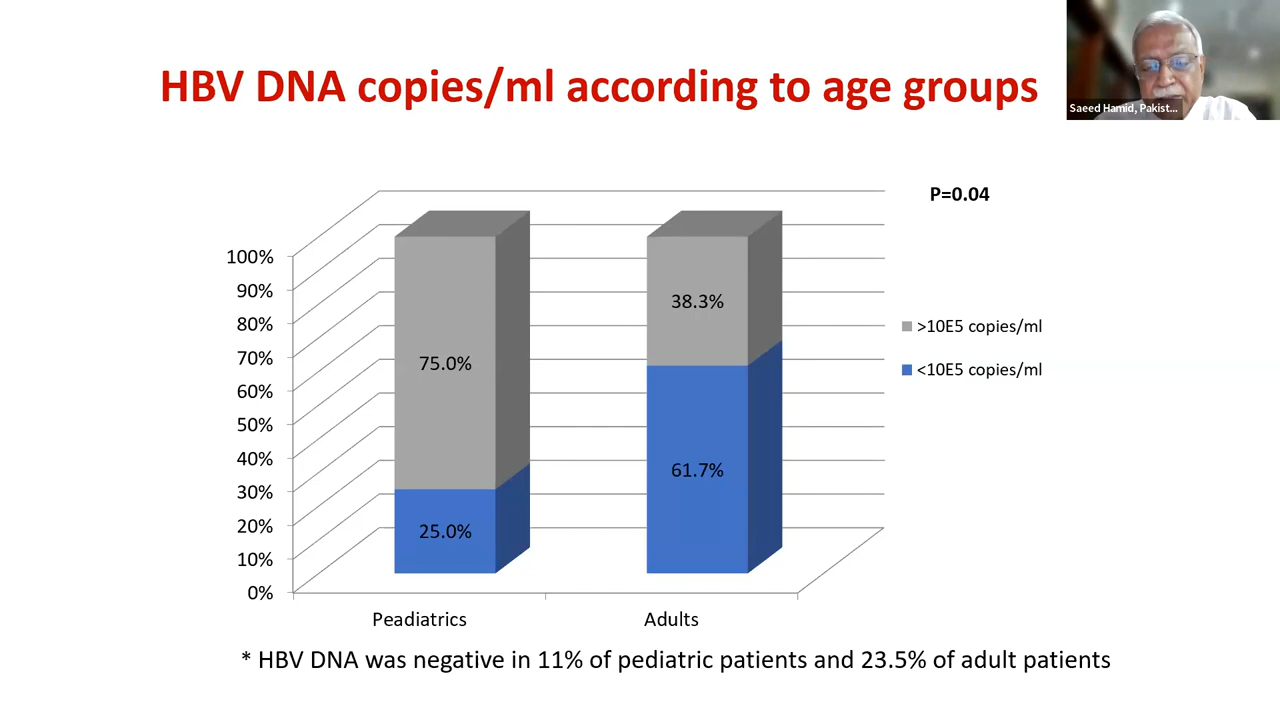 HBV DNA copies/ml according to age groups
Saeed Hamid, Pakist...
P=0.04
100%
90%
80%
70%
60%
50%
40%
30%
20%
10%
0%
75.0%
25.0%
38.3%
61.7%
>10E5 copies/ml
<10E5 copies/ml
Peadiatrics
Adults
* HBV DNA was negative in 11% of pediatric patients and 23.5% of adult patients